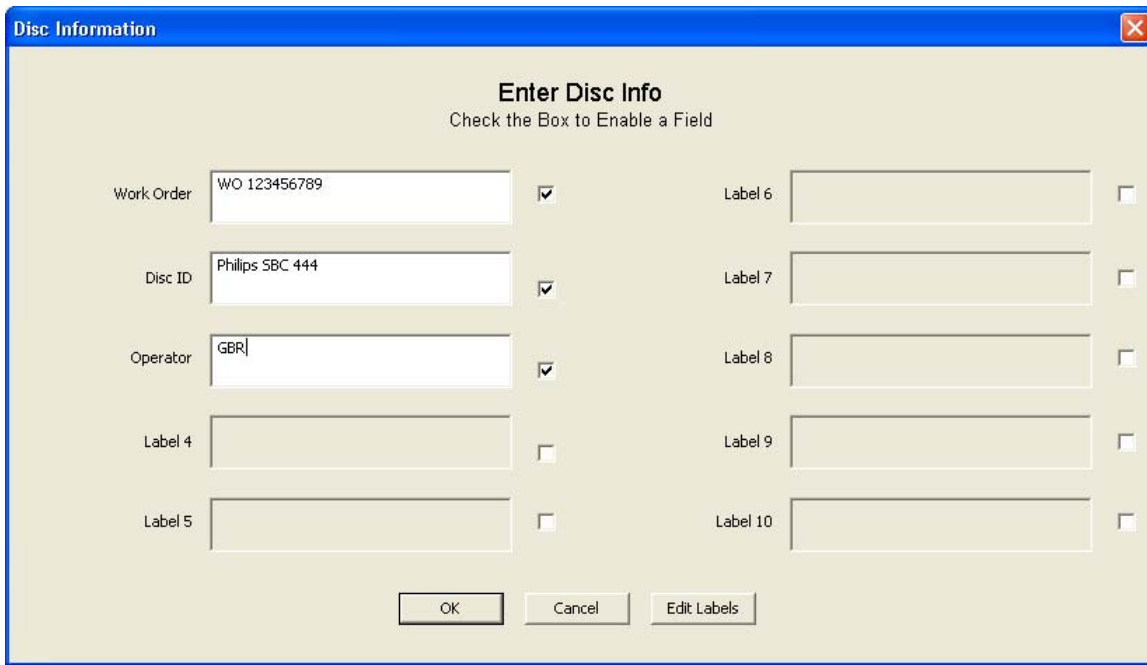 Disc Information
Enter Disc Info
Check the Box to Enable a Field
Work Order
WO 123456789
Disc ID
Philips SBC 444
Operator
GBR
Label 4
Label 5
Label 6
Label 7
Label 8
Label 9
Label 10
OK
Cancel
Edit Labels